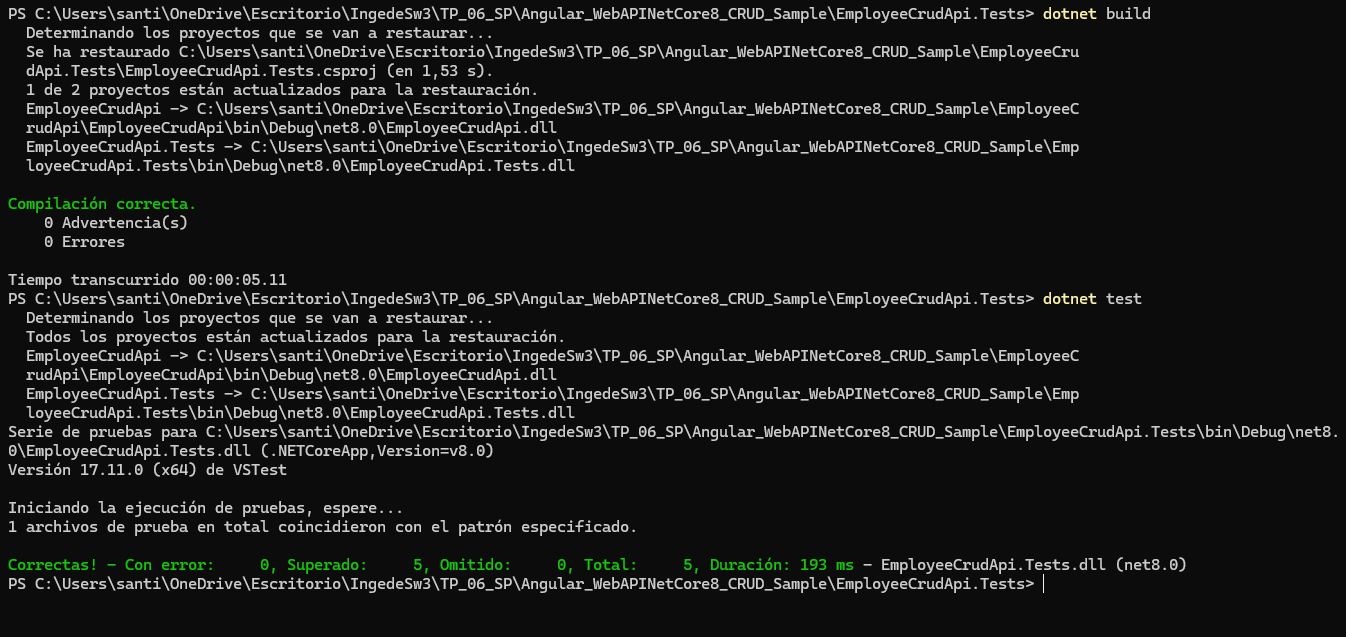 PS C:\Users\santi\OneDrive\Escritorio\IngedeSw3\TP_06_SP\Angular_WebAPINetCore8_CRUD_Sample\EmployeeCrudApi.Tests> dotnet build
  Determinando los proyectos que se van a restaurar...
  Se ha restaurado C:\Users\santi\OneDrive\Escritorio\IngedeSw3\TP_06_SP\Angular_WebAPINetCore8_CRUD_Sample\EmployeeCru
  dApi.Tests\EmployeeCrudApi.Tests.csproj (en 1,53 s).
  1 de 2 proyectos están actualizados para la restauración.
  EmployeeCrudApi -> C:\Users\santi\OneDrive\Escritorio\IngedeSw3\TP_06_SP\Angular_WebAPINetCore8_CRUD_Sample\EmployeeC
  rudApi\EmployeeCrudApi\bin\Debug\net8.0\EmployeeCrudApi.dll
  EmployeeCrudApi.Tests -> C:\Users\santi\OneDrive\Escritorio\IngedeSw3\TP_06_SP\Angular_WebAPINetCore8_CRUD_Sample\Emp
  loyeeCrudApi.Tests\bin\Debug\net8.0\EmployeeCrudApi.Tests.dll

Compilación correcta.
    0 Advertencia(s)
    0 Errores

Tiempo transcurrido 00:00:05.11
PS C:\Users\santi\OneDrive\Escritorio\IngedeSw3\TP_06_SP\Angular_WebAPINetCore8_CRUD_Sample\EmployeeCrudApi.Tests> dotnet test
  Determinando los proyectos que se van a restaurar...
  Todos los proyectos están actualizados para la restauración.
  EmployeeCrudApi -> C:\Users\santi\OneDrive\Escritorio\IngedeSw3\TP_06_SP\Angular_WebAPINetCore8_CRUD_Sample\EmployeeC
  rudApi\EmployeeCrudApi\bin\Debug\net8.0\EmployeeCrudApi.dll
  EmployeeCrudApi.Tests -> C:\Users\santi\OneDrive\Escritorio\IngedeSw3\TP_06_SP\Angular_WebAPINetCore8_CRUD_Sample\Emp
  loyeeCrudApi.Tests\bin\Debug\net8.0\EmployeeCrudApi.Tests.dll
Serie de pruebas para C:\Users\santi\OneDrive\Escritorio\IngedeSw3\TP_06_SP\Angular_WebAPINetCore8_CRUD_Sample\EmployeeCrudApi.Tests\bin\Debug\net8.
0\EmployeeCrudApi.Tests.dll (.NETCoreApp,Version=v8.0)
Versión 17.11.0 (x64) de VSTest

Iniciando la ejecución de pruebas, espere...
1 archivos de prueba en total coincidieron con el patrón especificado.

Correctas! - Con error:     0, Superado:     5, Omitido:     0, Total:     5, Duración: 193 ms - EmployeeCrudApi.Tests.dll (net8.0)
PS C:\Users\santi\OneDrive\Escritorio\IngedeSw3\TP_06_SP\Angular_WebAPINetCore8_CRUD_Sample\EmployeeCrudApi.Tests>